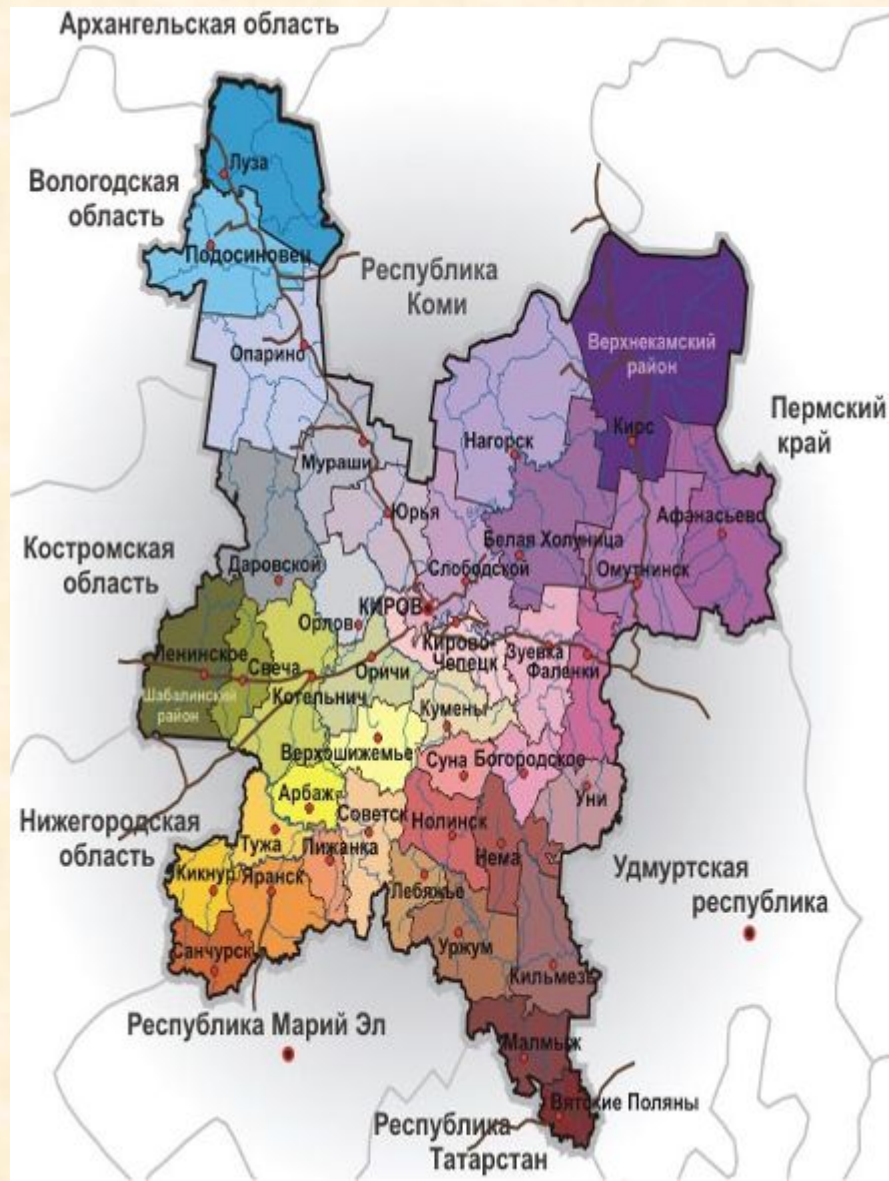 Архангельская область
Луза
Вологодская
область
Подосиновец
Республика
Коми
Опарино
Верхнекамский
район
Пермский
край
Кирс
Нагорск
Мураши
Юрья
Афанасьево
Белая Холуница
Костромская
область
Даровской
Слободской
Омутнинск
КИРОВ
Орлов
Кирово-
Чепецк
Зуевка
Фаленки
Ленинское
Свеча
Оричи
Котельнич
Шабалинский
район
Кумены
Верхошижемье
Суна
Богородское
Арбаж
Уни
Нижегородская
область
Советск
Нолинск
Тужа
Пижанка
Нема
Удмуртская
республика
Кикнур
Яранск
Лебяжье
Санчурск
Уржум
Кильмезь
Республика Марий Эл
Малмыж
Вятские Поляны
Республика
Татарстан